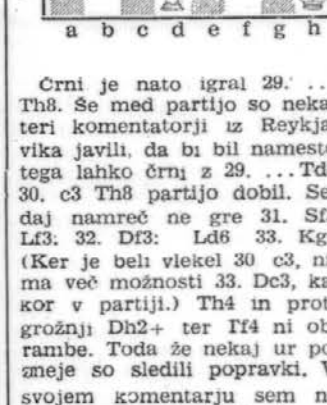 a b c d e f g h
Črni je nato igral 29. ..
Th8. Še med partijo so neka
teri komentatorji iz Reykja
vika javili, da bi bil nameste
tega lahko črni z 29. ... Td
30. c3 Th8 partijo dobil. Se
daj namreč ne gre 31. Sf
Lf3: 32. Df3: Ld6 33. Kg
(Ker je beli vlekel 30 c3, ni
ma več možnosti 33. Dc3, ka
kor v partiji.) Th4 in prot
grožnji Dh2+ ter Tf4 ni ob
rambe. Toda že nekaj ur po
zneje so sledili popravki. V
svojem komentarju sem n